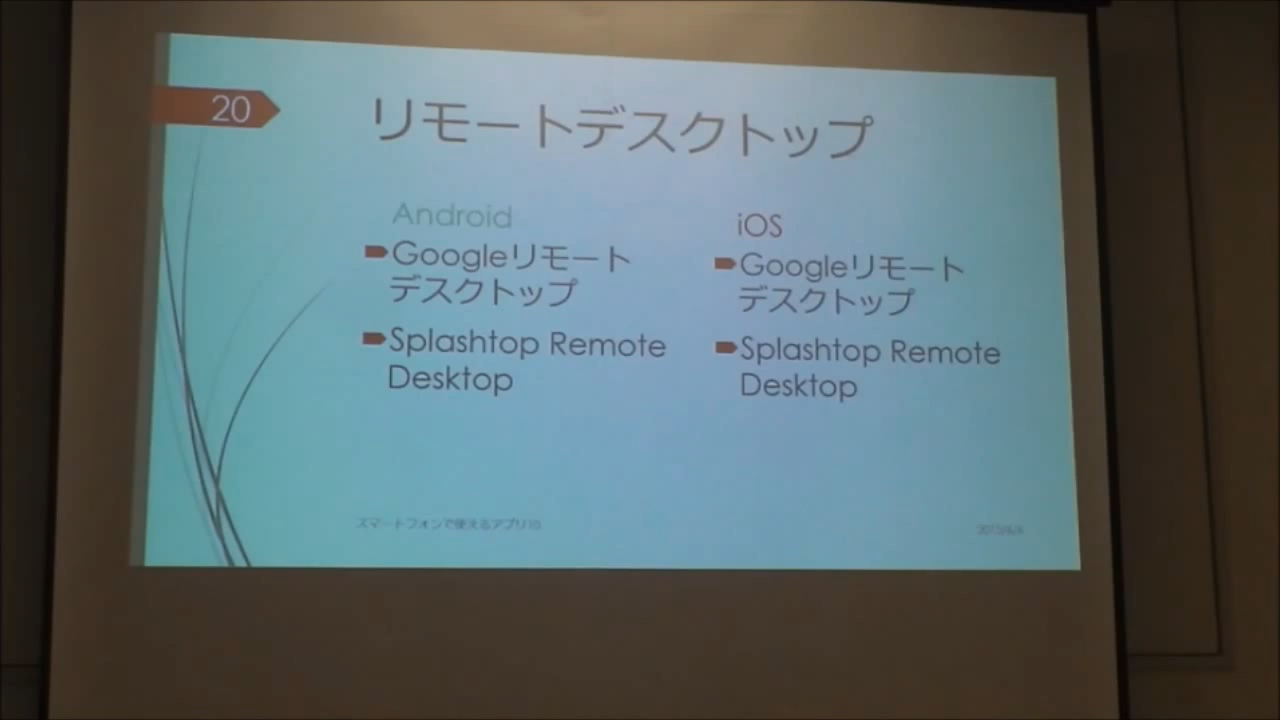 20
リモートデスクトップ
Android
Googleリモート
デスクトップ
Splashtop Remote
Desktop
iOS
Googleリモート
デスクトップ
Splashtop Remote
Desktop
スマートフォンで使えるアプリ10